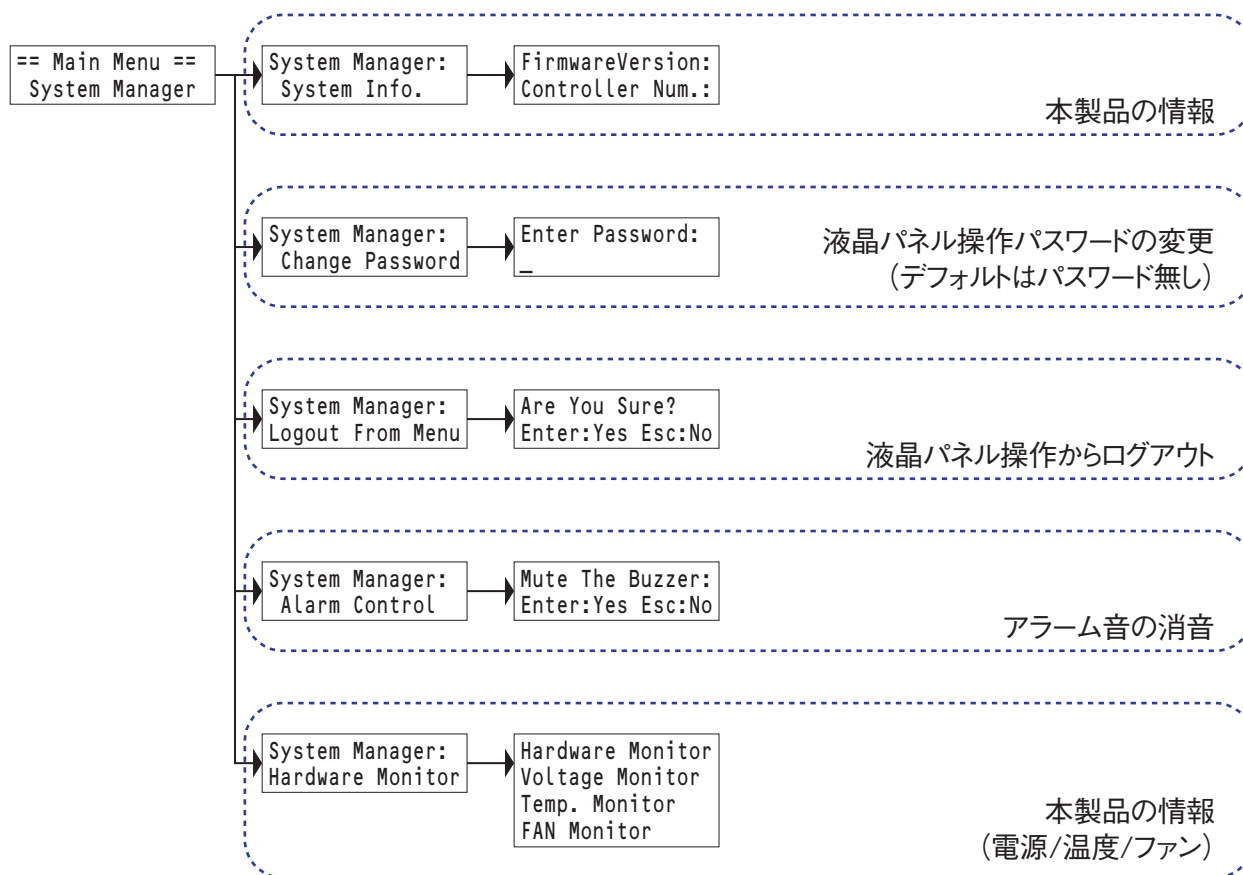 == Main Menu ==
System Manager
System Manager:
System Info.
FirmwareVersion:
Controller Num.:
本製品の情報
System Manager:
Change Password
Enter Password:
_
液晶パネル操作パスワードの変更
（デフォルトはパスワード無し）
System Manager:
Logout From Menu
Are You Sure?
Enter:Yes Esc:No
液晶パネル操作からログアウト
System Manager:
Alarm Control
Mute The Buzzer:
Enter:Yes Esc:No
アラーム音の消音
System Manager:
Hardware Monitor
Hardware Monitor
Voltage Monitor
Temp. Monitor
FAN Monitor
本製品の情報
（電源/温度/ファン）